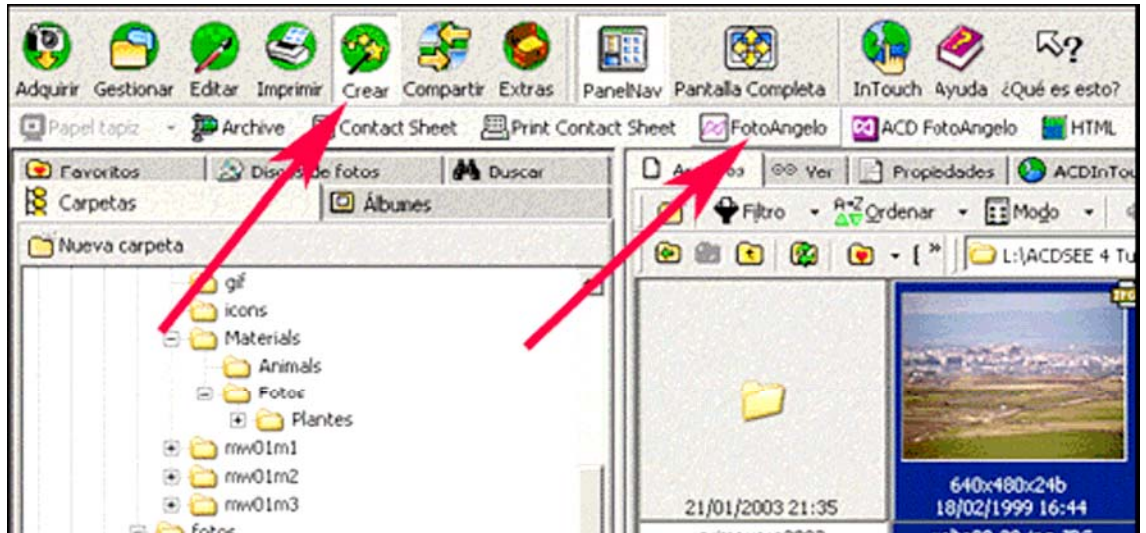 Adquirir Gestionar Editar Imprimir Crear Compartir Extras PanelNav Pantalla Completa InTouch Ayuda ¿Qué es esto?
Papel tapiz Archive Contact Sheet Print Contact Sheet FotoAngelo ACD FotoAngelo HTML
Favoritos de fotos Buscar Ver Propiedades ACDInTou
Carpetas Álbumes Filtro A-Z Ordenar Modo
Nueva carpeta L:\ACDSEE 4 Tu
gif
icons
Materials
Animals
Fotos
Plantes
mw01m1
mw01m2
mw01m3
fotos
JPG
640x480x24b
21/01/2003 21:35 18/02/1999 16:44